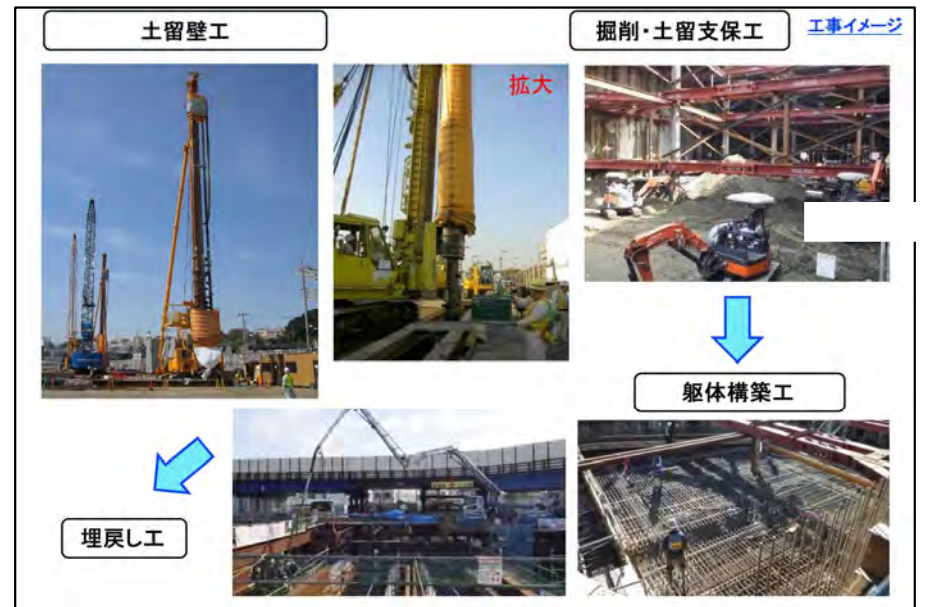 土留壁工
掘削・土留支保工
工事イメージ
拡大
躯体構築工
埋戻し工